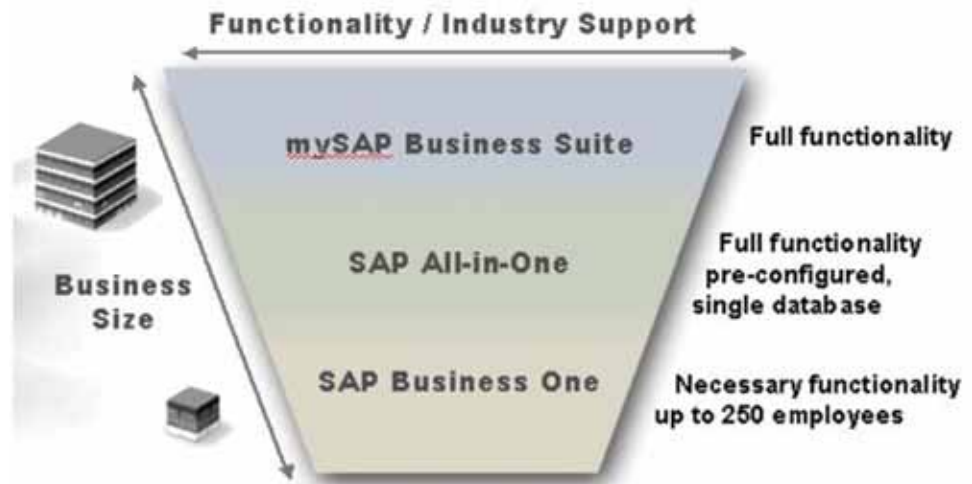 Functionality / Industry Support
mySAP Business Suite
Full functionality
SAP All-in-One
Full functionality
pre-configured,
single database
Business
Size
SAP Business One
Necessary functionality
up to 250 employees